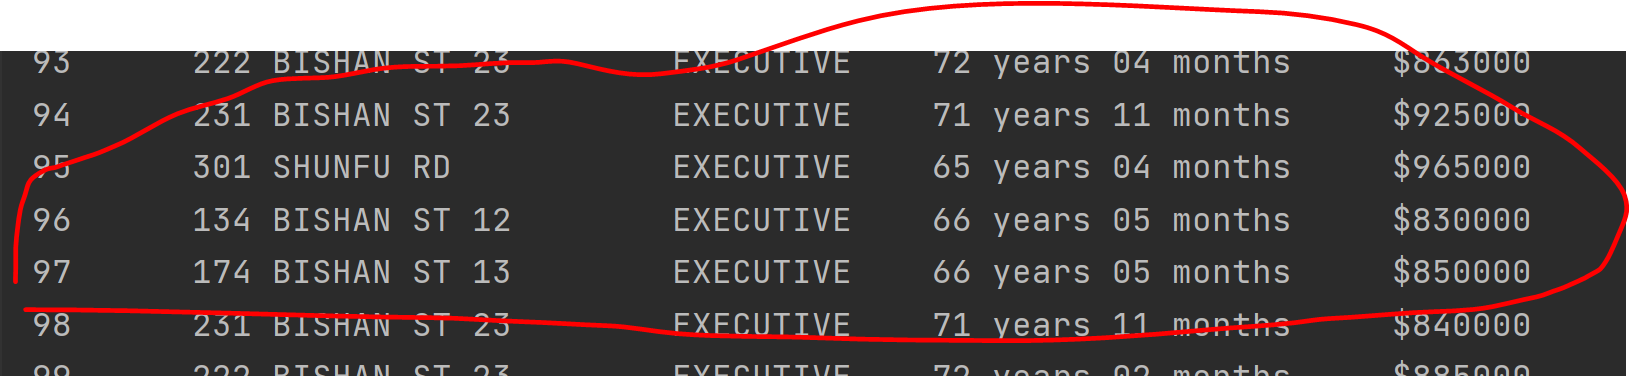 93 222 BISHAN ST 23 EXECUTIVE 72 years 04 months $863000
94 231 BISHAN ST 23 EXECUTIVE 71 years 11 months $925000
95 301 SHUNFU RD EXECUTIVE 65 years 04 months $965000
96 134 BISHAN ST 12 EXECUTIVE 66 years 05 months $830000
97 174 BISHAN ST 13 EXECUTIVE 66 years 05 months $850000
98 231 BISHAN ST 23 EXECUTIVE 71 years 11 months $840000
99 222 BISHAN ST 23 EXECUTIVE 72 years 02 months $885000